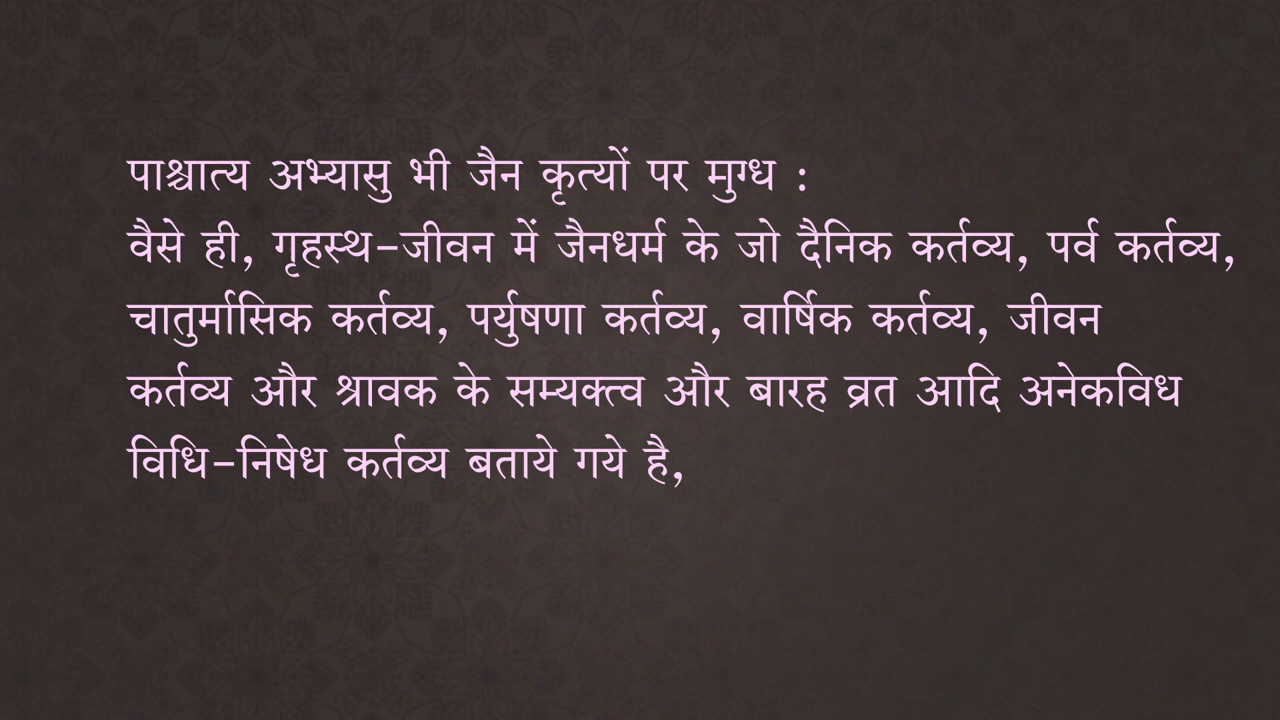 पाश्चात्य अभ्यासु भी जैन कृत्यों पर मुग्ध :
वैसे ही, गृहस्थ-जीवन में जैनधर्म के जो दैनिक कर्तव्य, पर्व कर्तव्य,
चातुर्मासिक कर्तव्य, पर्युषणा कर्तव्य, वार्षिक कर्तव्य, जीवन
कर्तव्य और श्रावक के सम्यक्त्व और बारह व्रत आदि अनेकविध
विधि-निषेध कर्तव्य बताये गये है,